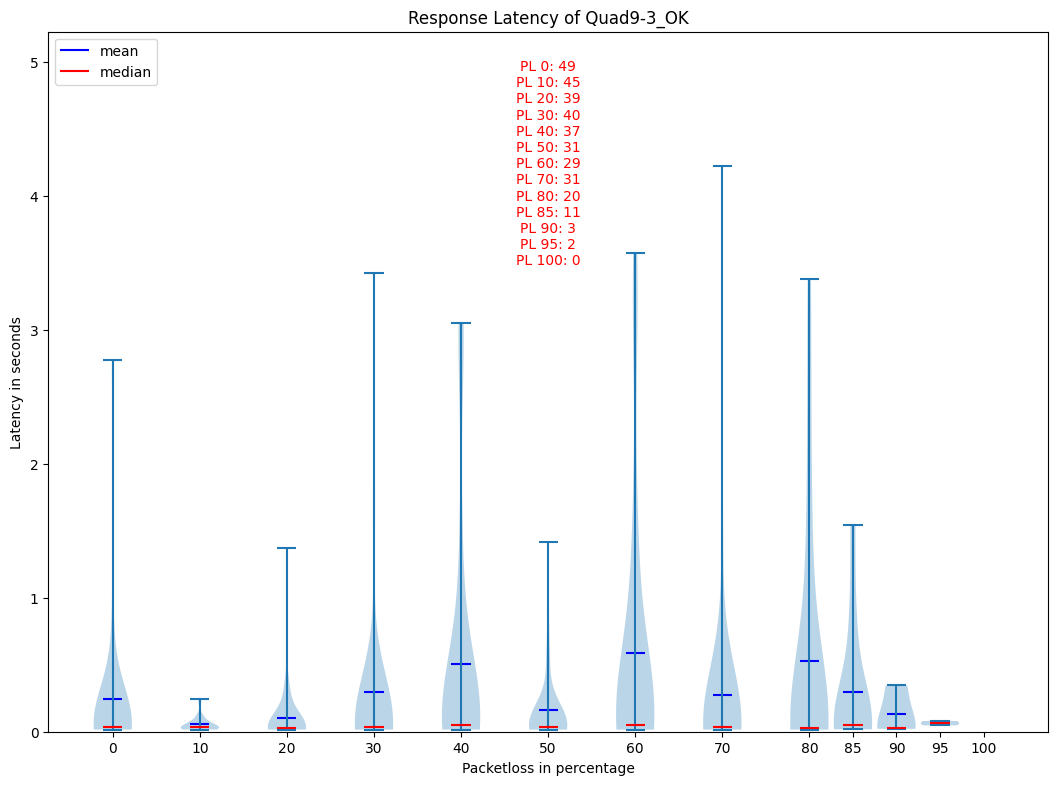 Response Latency of Quad9-3_OK
mean
median
PL 0: 49
PL 10: 45
PL 20: 39
PL 30: 40
PL 40: 37
PL 50: 31
PL 60: 29
PL 70: 31
PL 80: 20
PL 85: 11
PL 90: 3
PL 95: 2
PL 100: 0
Latency in seconds
5
4
3
2
1
0
0 10 20 30 40 50 60 70 80 85 90 95 100
Packetloss in percentage